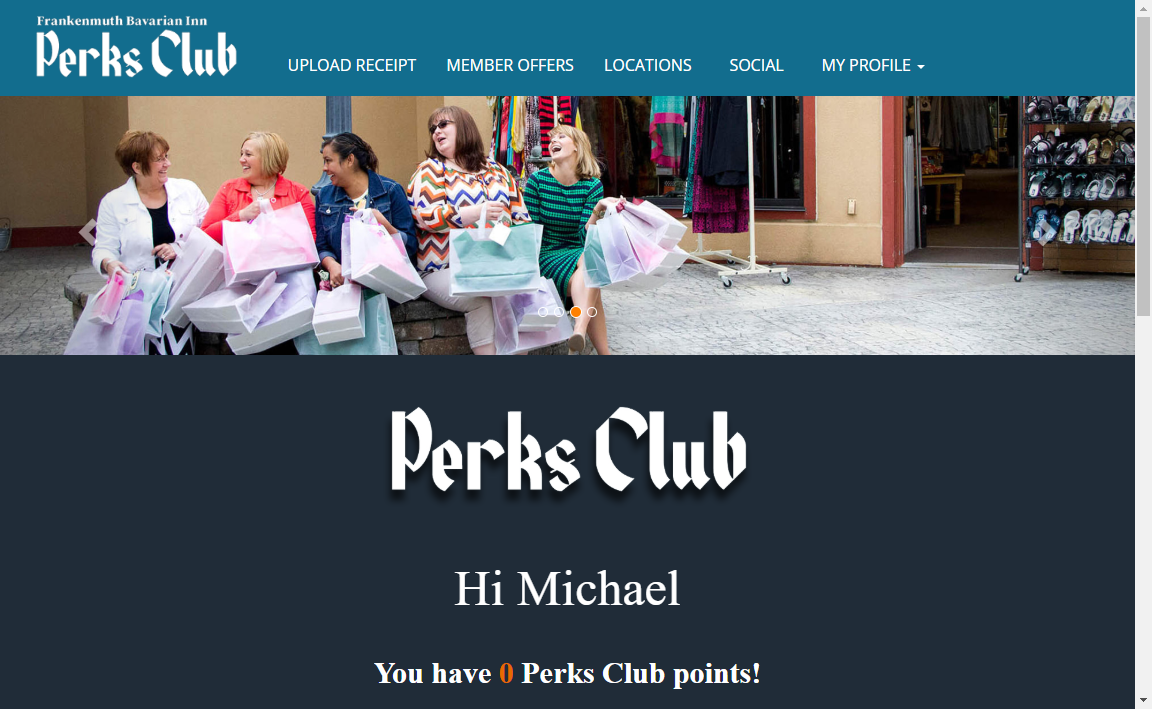 Frankenmuth Bavarian Inn
Perks Club
UPLOAD RECEIPT MEMBER OFFERS LOCATIONS SOCIAL MY PROFILE
Perks Club
Hi Michael
You have 0 Perks Club points!